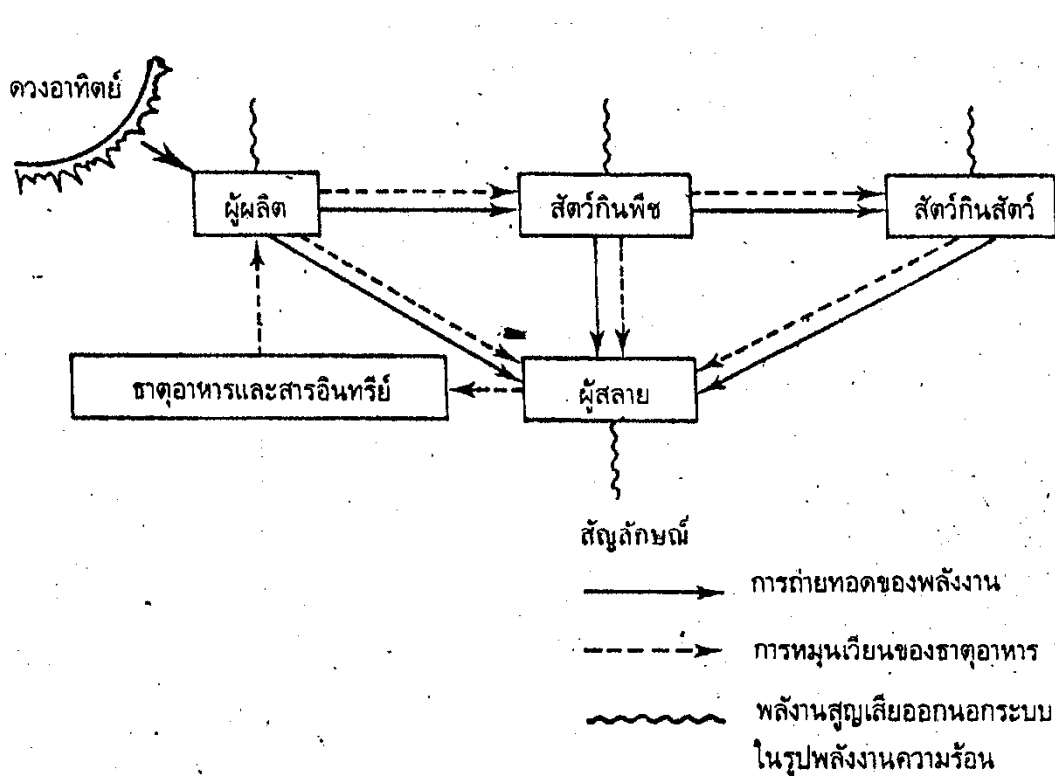 ดวงอาทิตย์
ผู้ผลิต
สัตว์กินพืช
สัตว์กินสัตว์
ธาตุอาหารและสารอินทรีย์
ผู้สลาย
สัญลักษณ์
การถ่ายทอดของพลังงาน
การหมุนเวียนของธาตุอาหาร
พลังงานสูญเสียออกนอกระบบ
ในรูปพลังงานความร้อน